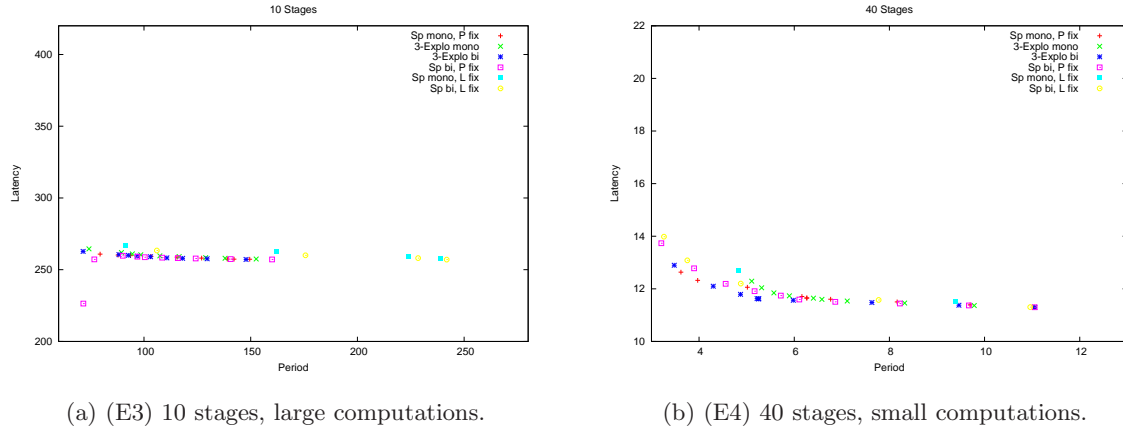 10 Stages
400
350
300
250
200
100
150
200
250
Latency
Period
Sp mono, P fix
3-Explo mono
3-Explo bi
Sp bi, P fix
Sp mono, L fix
Sp bi, L fix
(a) (E3) 10 stages, large computations.
40 Stages
22
20
18
16
14
12
10
4
6
8
10
12
Latency
Period
Sp mono, P fix
3-Explo mono
3-Explo bi
Sp bi, P fix
Sp mono, L fix
Sp bi, L fix
(b) (E4) 40 stages, small computations.